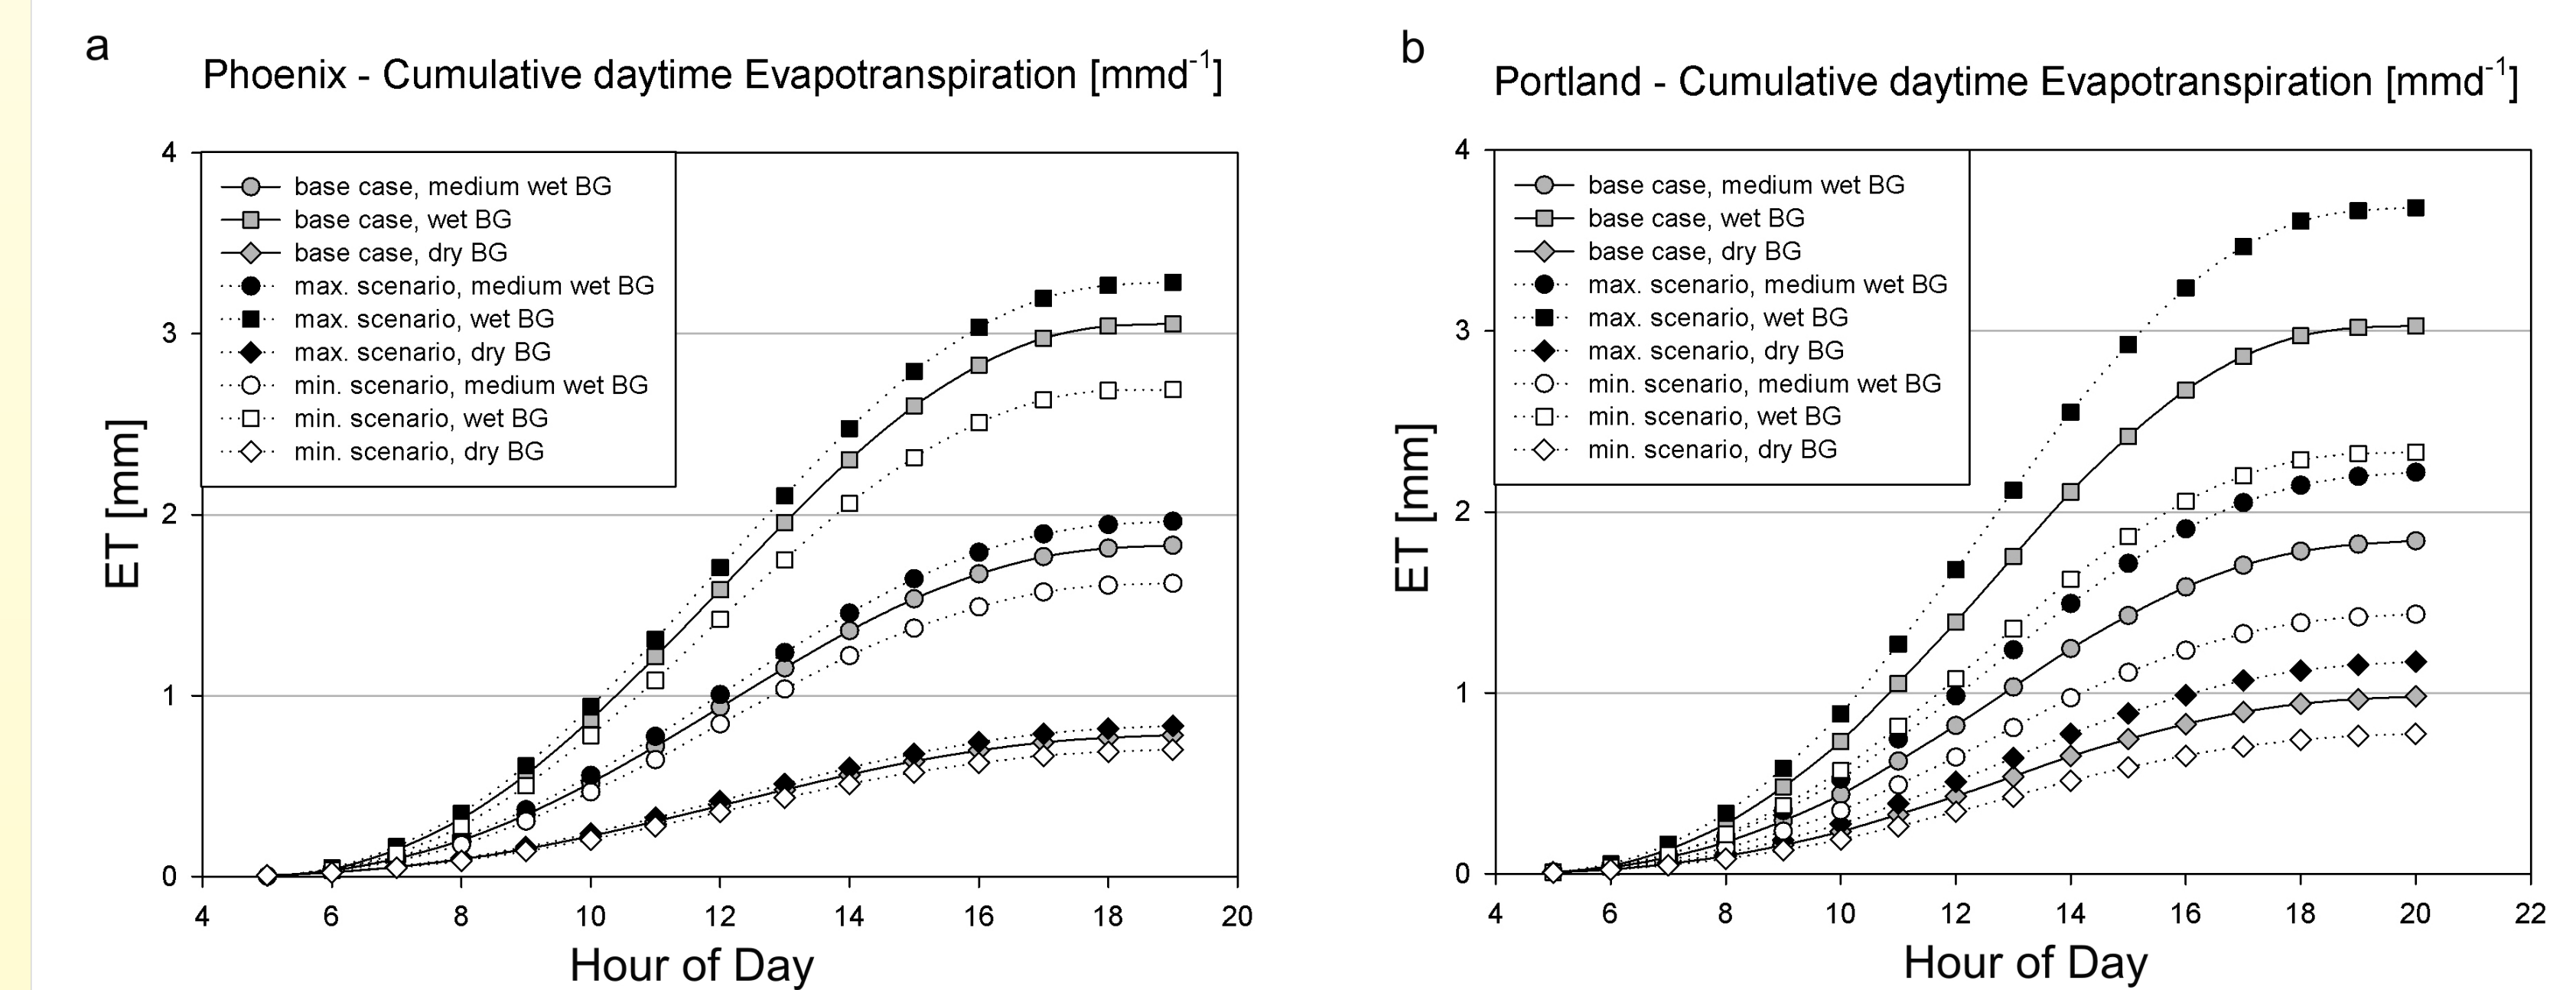 a
Phoenix - Cumulative daytime Evapotranspiration [mmd-1]
4
3
2
1
0
ET [mm]
base case, medium wet BG
base case, wet BG
base case, dry BG
max. scenario, medium wet BG
max. scenario, wet BG
max. scenario, dry BG
min. scenario, medium wet BG
min. scenario, wet BG
min. scenario, dry BG
4 6 8 10 12 14 16 18 20
Hour of Day
b
Portland - Cumulative daytime Evapotranspiration [mmd-1]
4
3
2
1
0
ET [mm]
base case, medium wet BG
base case, wet BG
base case, dry BG
max. scenario, medium wet BG
max. scenario, wet BG
max. scenario, dry BG
min. scenario, medium wet BG
min. scenario, wet BG
min. scenario, dry BG
4 6 8 10 12 14 16 18 20 22
Hour of Day